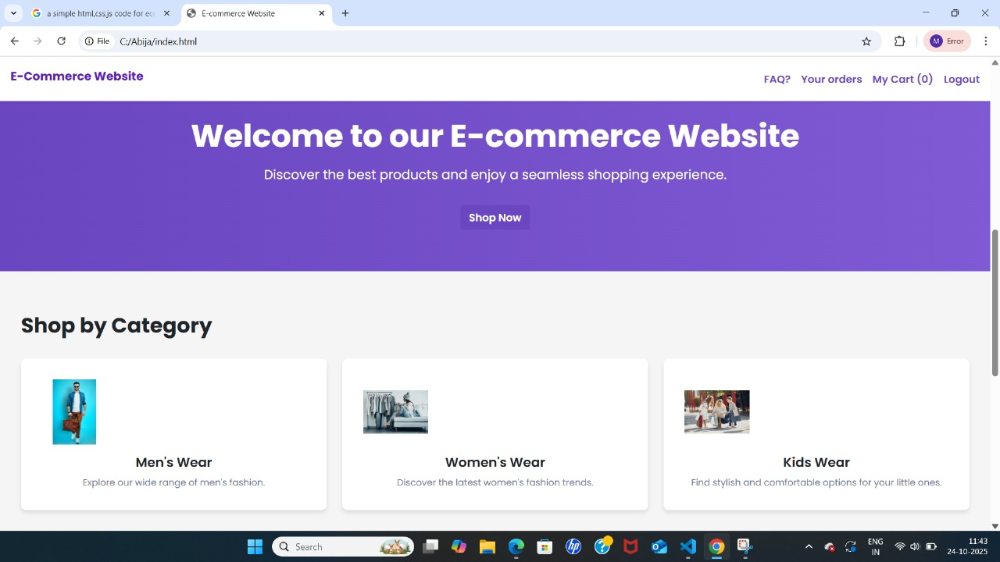 a simple html,css,js code for ecc
E-commerce Website
File
C:/Abija/index.html
M
Error
E-Commerce Website
FAQ?
Your orders
My Cart (0)
Logout
Welcome to our E-commerce Website
Discover the best products and enjoy a seamless shopping experience.
Shop Now
Shop by Category
Men's Wear
Explore our wide range of men's fashion.
Women's Wear
Discover the latest women's fashion trends.
Kids Wear
Find stylish and comfortable options for your little ones.
Search
hp
ENG
IN
11:43
24-10-2025